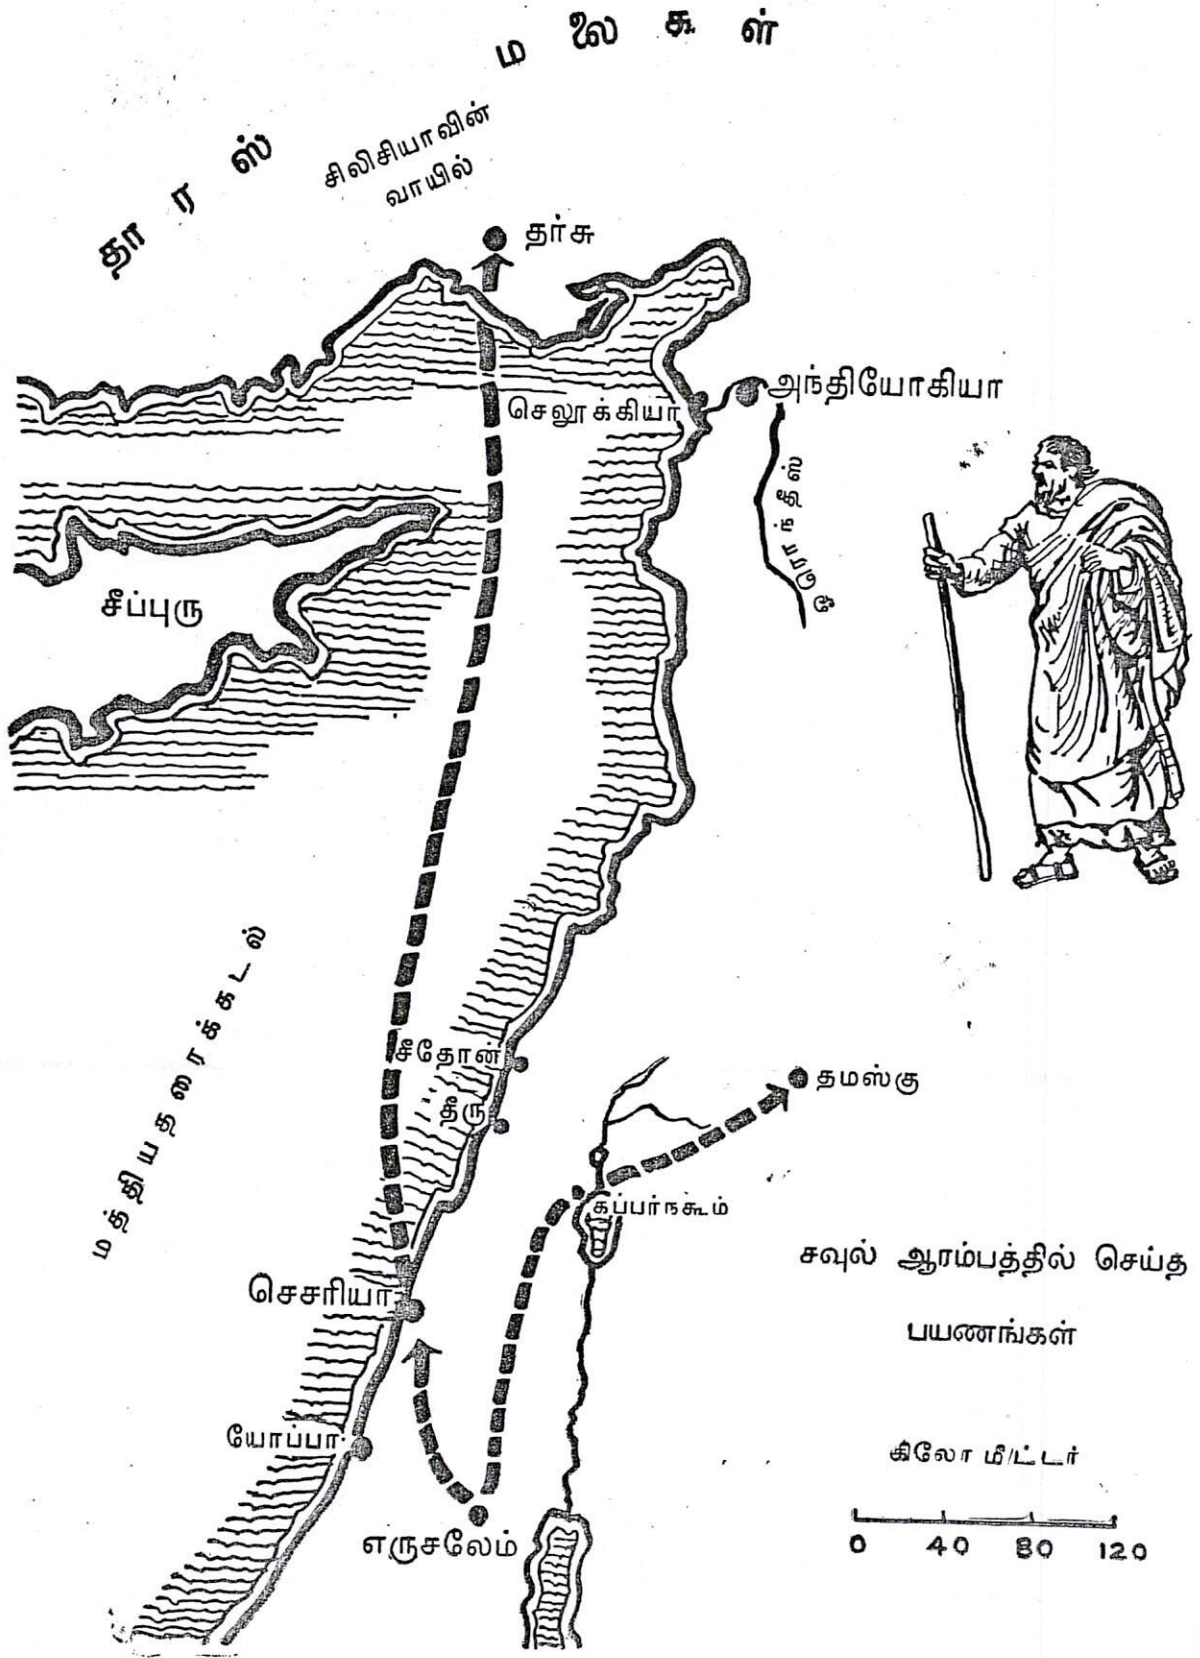 தாரஸ் மலைகள்
சிலிசியாவின்
வாயில்
தர்சு
செலூக்கியா
அந்தியோகியா
ஓராந்தீஸ்
சீப்புரு
மத்தியதரைக்கடல்
சீதோன்
தீரு
தமஸ்கு
கப்பர்நகூம்
செசரியா
சவுல் ஆரம்பத்தில் செய்த
பயணங்கள்
யோப்பா
கிலோ மீட்டர்
எருசலேம்
0 40 80 120